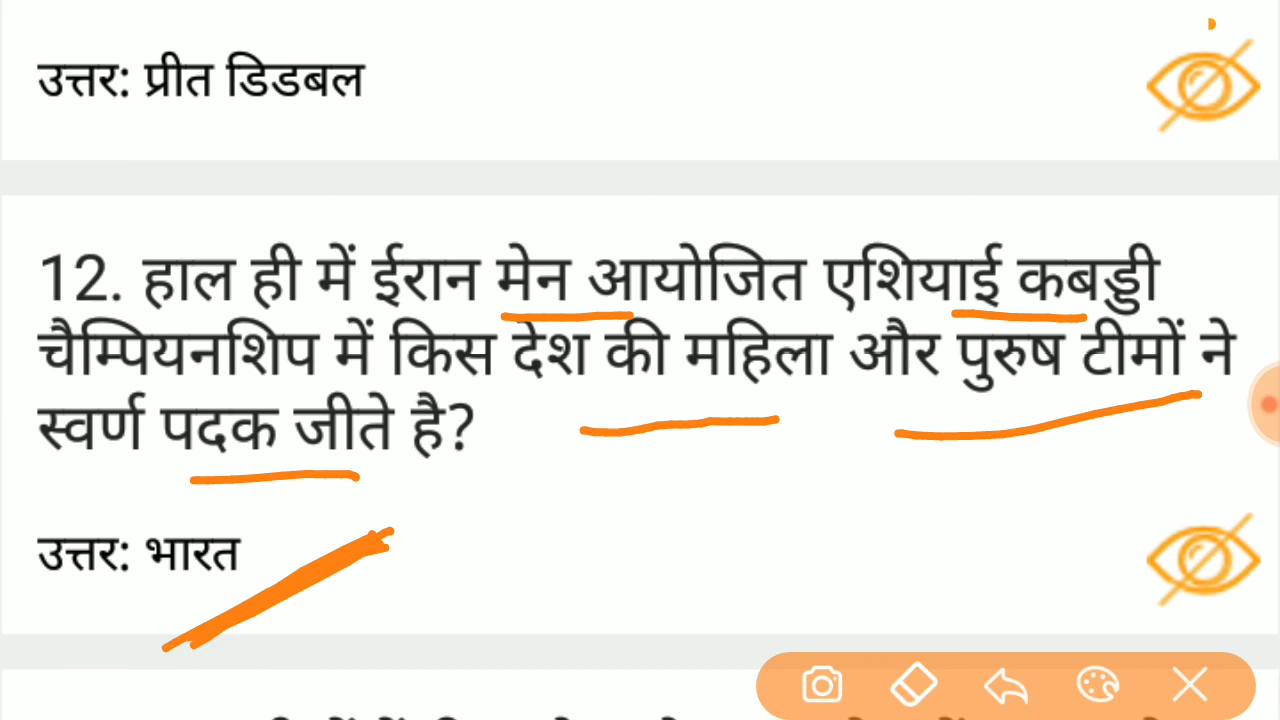 उत्तर: प्रीत डिडबल
12. हाल ही में ईरान मेन आयोजित एशियाई कबड्डी
चैम्पियनशिप में किस देश की महिला और पुरुष टीमों ने
स्वर्ण पदक जीते है?
उत्तर: भारत